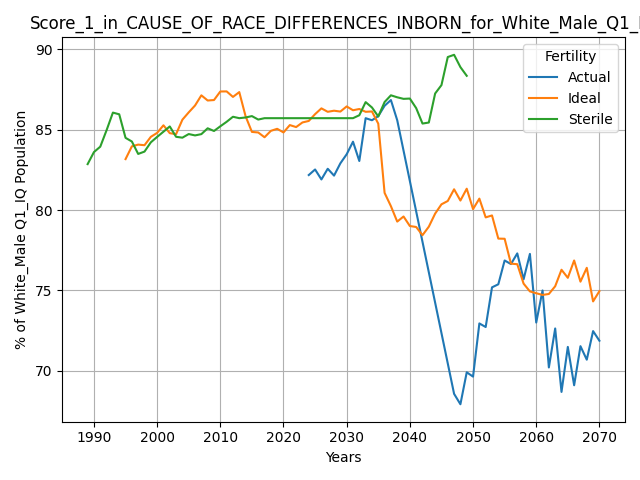 Score_1_in_CAUSE_OF_RACE_DIFFERENCES_INBORN_for_White_Male_Q1_
% of White_Male Q1_IQ Population
90
85
80
75
70
Fertility
Actual
Ideal
Sterile
1990 2000 2010 2020 2030 2040 2050 2060 2070
Years